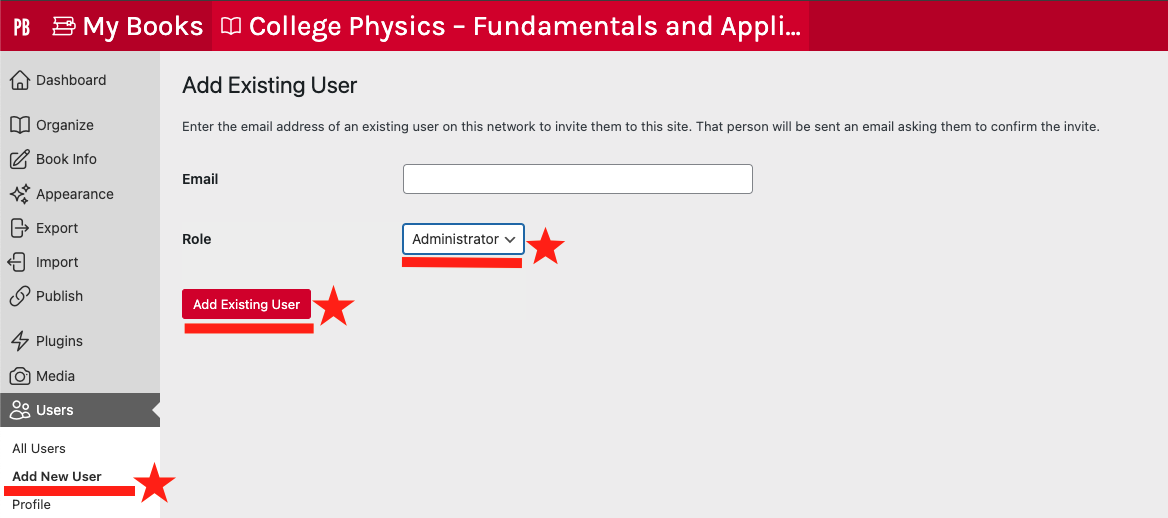 PB My Books College Physics – Fundamentals and Appli...
Dashboard
Organize
Book Info
Appearance
Export
Import
Publish
Plugins
Media
Users
All Users
Add New User
Profile
Add Existing User
Enter the email address of an existing user on this network to invite them to this site. That person will be sent an email asking them to confirm the invite.
Email
Role
Administrator
Add Existing User